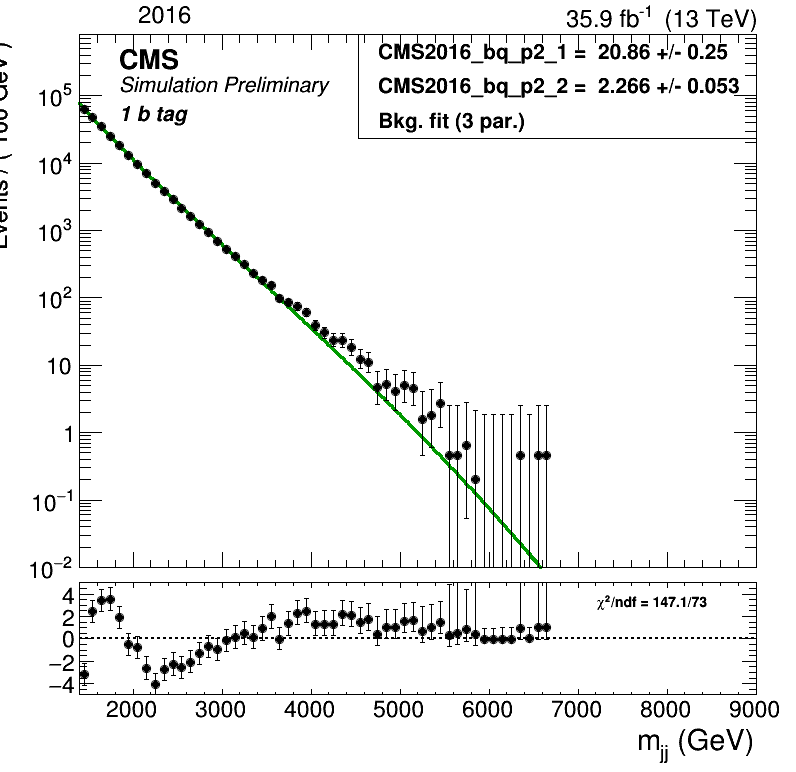 2016 35.9 fb⁻¹ (13 TeV)
CMS
Simulation Preliminary
1 b tag
CMS2016_bq_p2_1 = 20.86 +/- 0.25
CMS2016_bq_p2_2 = 2.266 +/- 0.053
Bkg. fit (3 par.)
10⁵
10⁴
10³
10²
10
1
10⁻¹
10⁻²
Events / ( 100 GeV )
χ²/ndf = 147.1/73
4
2
0
−2
−4
2000 3000 4000 5000 6000 7000 8000 9000
m_jj (GeV)